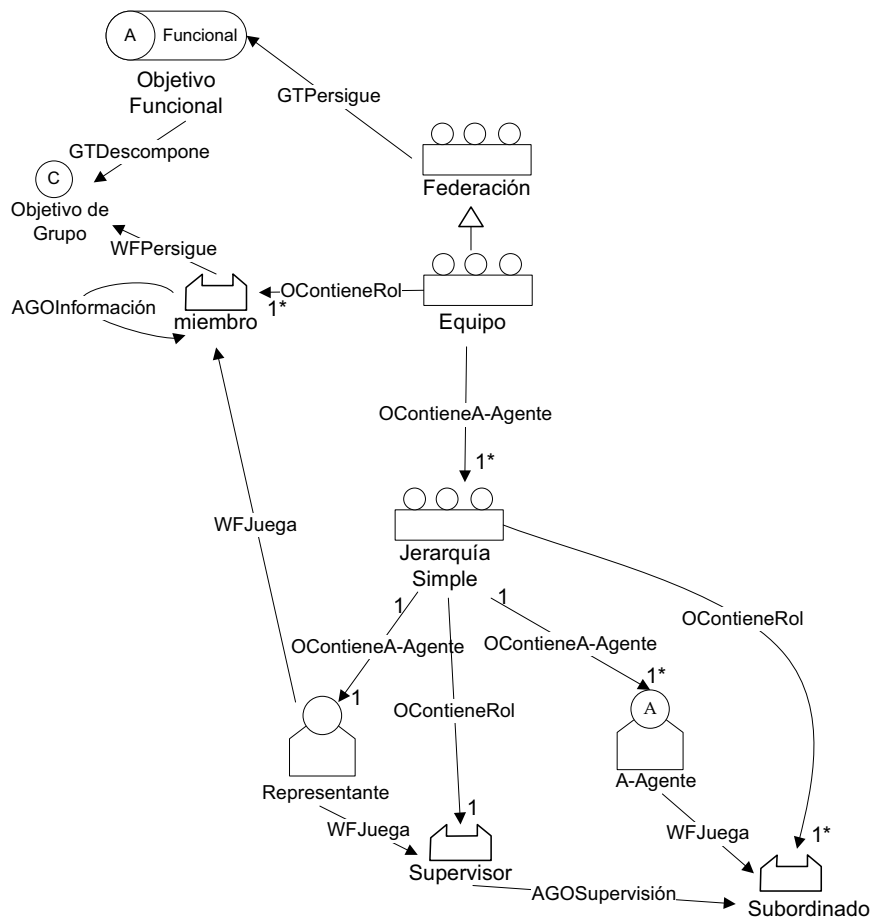 A Funcional
Objetivo
Funcional
GTPersigue
GTDescompone
Federación
C
Objetivo de
Grupo
WFPersigue
AGOInformación
miembro
1*
OContieneRol
Equipo
OContieneA-Agente
1*
WFJuega
Jerarquía
Simple
1
1
OContieneRol
OContieneA-Agente
OContieneA-Agente
1
1*
OContieneRol
A
Representante
A-Agente
WFJuega
1
WFJuega
1*
Supervisor
AGOSupervisión
Subordinado